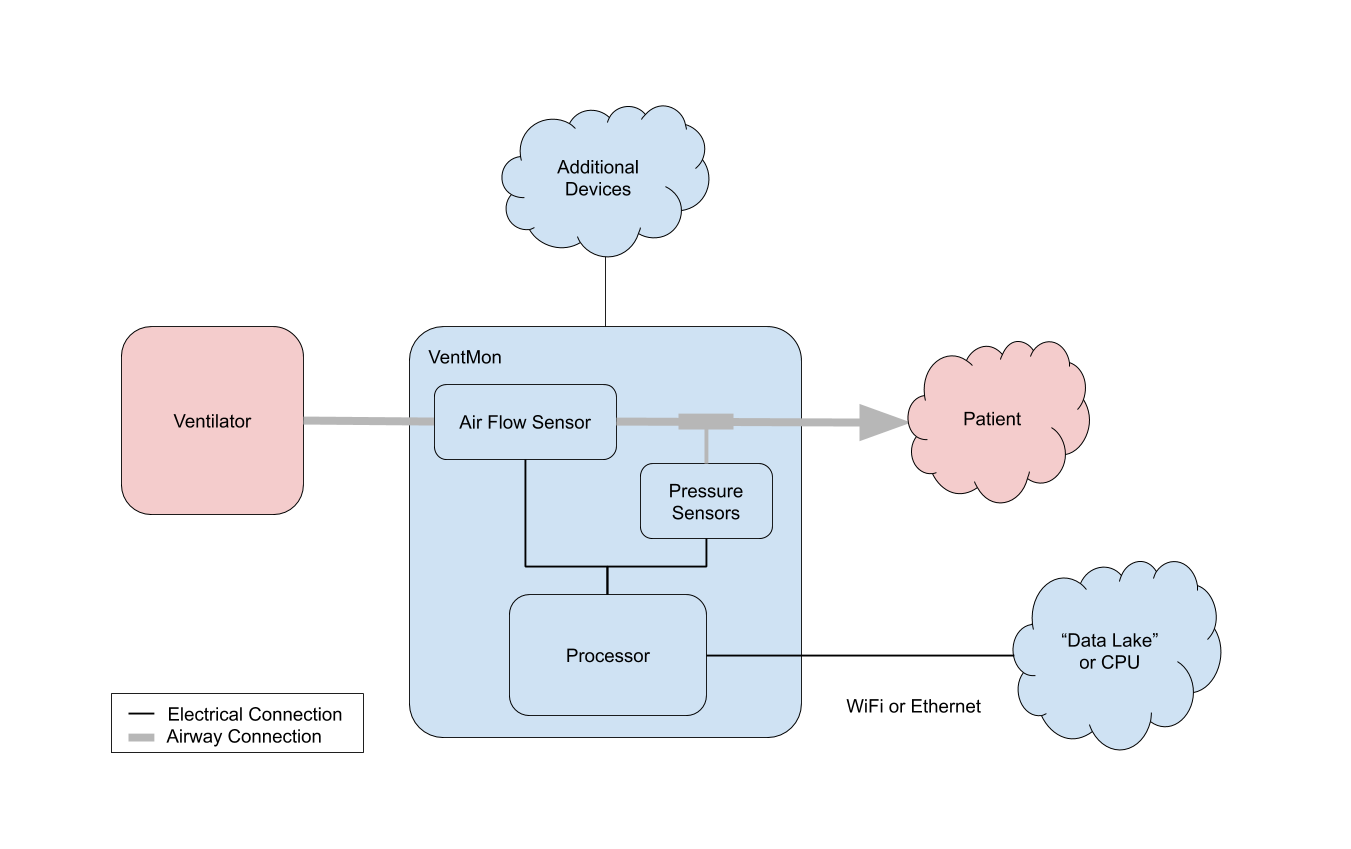 Additional
Devices
VentMon
Ventilator
Air Flow Sensor
Patient
Pressure
Sensors
Processor
“Data Lake”
or CPU
WiFi or Ethernet
Electrical Connection
Airway Connection